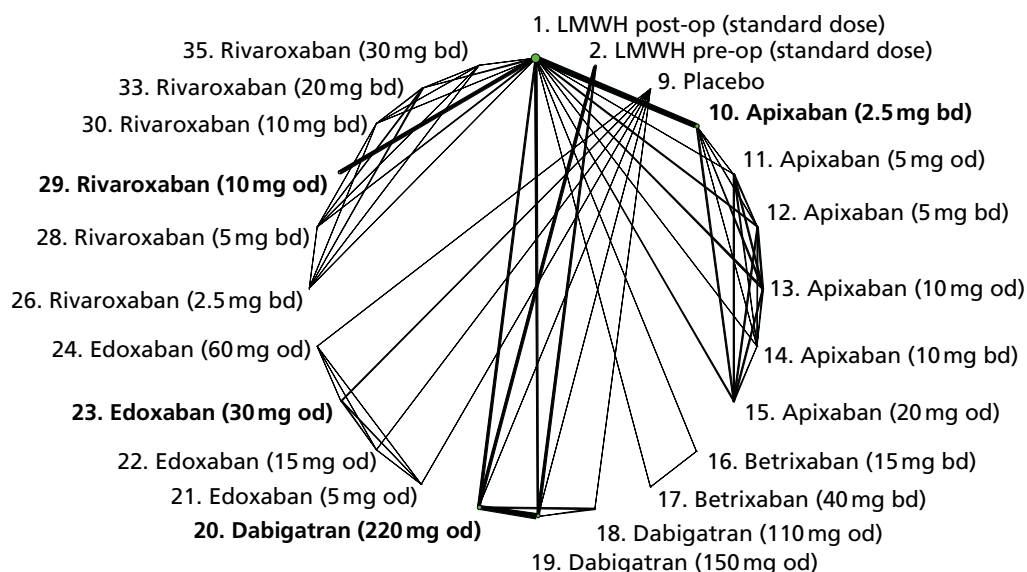 1. LMWH post-op (standard dose)
2. LMWH pre-op (standard dose)
9. Placebo
10. Apixaban (2.5 mg bd)
11. Apixaban (5 mg od)
12. Apixaban (5 mg bd)
13. Apixaban (10 mg od)
14. Apixaban (10 mg bd)
15. Apixaban (20 mg od)
16. Betrixaban (15 mg bd)
17. Betrixaban (40 mg bd)
18. Dabigatran (110 mg od)
19. Dabigatran (150 mg od)
20. Dabigatran (220 mg od)
21. Edoxaban (5 mg od)
22. Edoxaban (15 mg od)
23. Edoxaban (30 mg od)
24. Edoxaban (60 mg od)
26. Rivaroxaban (2.5 mg bd)
28. Rivaroxaban (5 mg bd)
29. Rivaroxaban (10 mg od)
30. Rivaroxaban (10 mg bd)
33. Rivaroxaban (20 mg bd)
35. Rivaroxaban (30 mg bd)